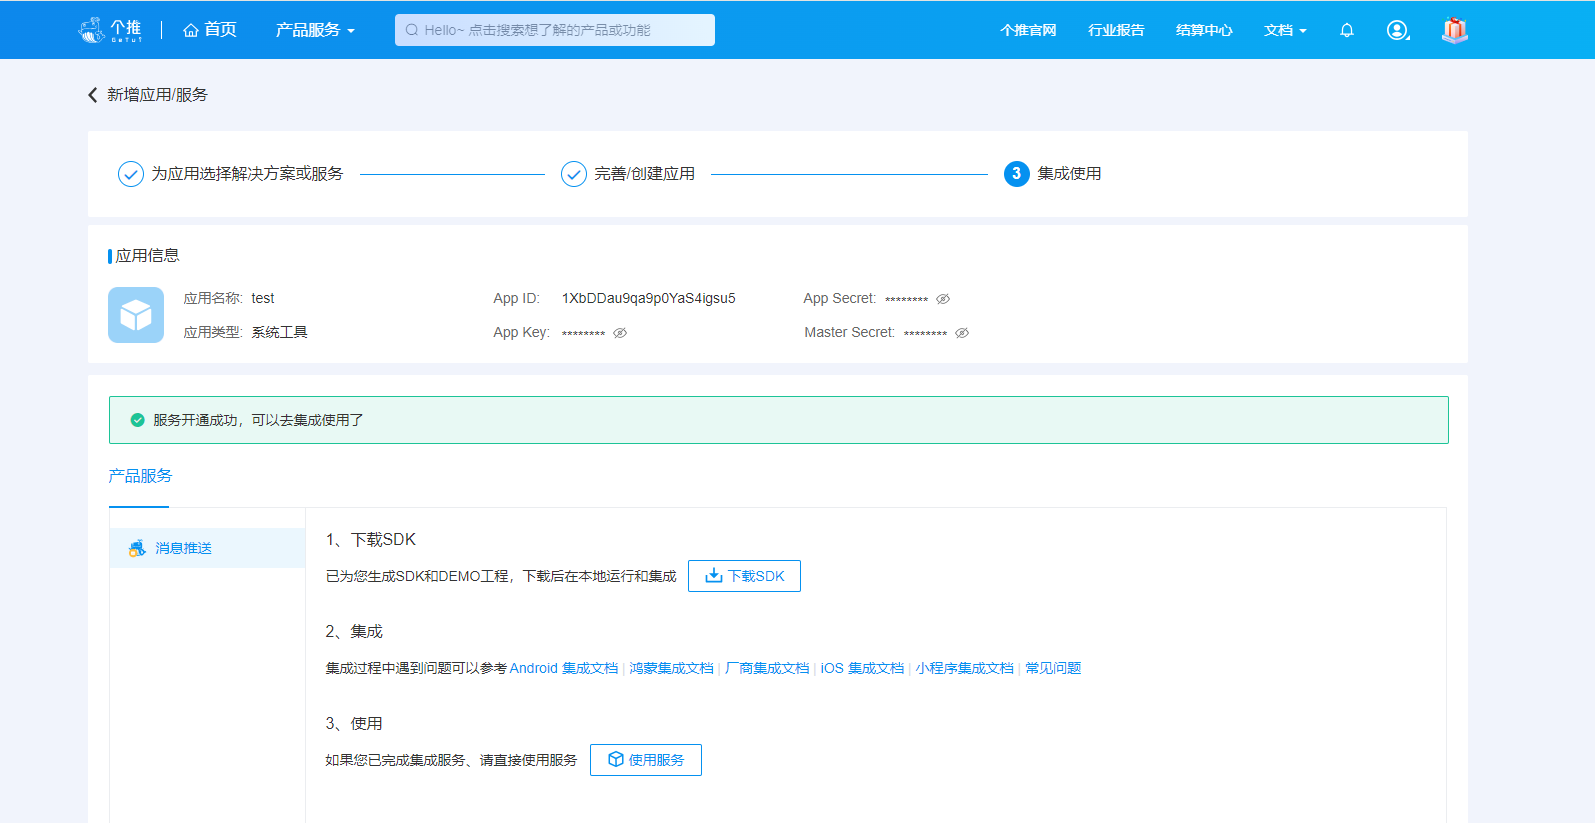 个推 GeTuT 首页 产品服务 Hello~ 点击搜索想了解的产品或功能 个推官网 行业报告 结算中心 文档
新增应用/服务
为应用选择解决方案或服务 完善/创建应用 3 集成使用
应用信息
应用名称: test App ID: 1XbDDau9qa9p0YaS4igsu5 App Secret: ********
应用类型: 系统工具 App Key: ******** Master Secret: ********
服务开通成功，可以去集成使用了
产品服务
消息推送
1、下载SDK
已为您生成SDK和DEMO工程，下载后在本地运行和集成 下载SDK
2、集成
集成过程中遇到问题可以参考 Android 集成文档 | 鸿蒙集成文档 | 厂商集成文档 | iOS 集成文档 | 小程序集成文档 | 常见问题
3、使用
如果您已完成集成服务、请直接使用服务 使用服务